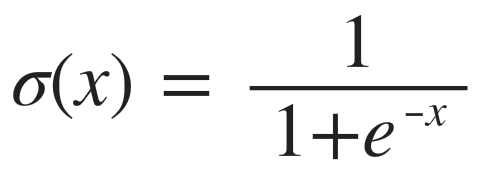 σ(x) = 1 / (1+e^{-x})